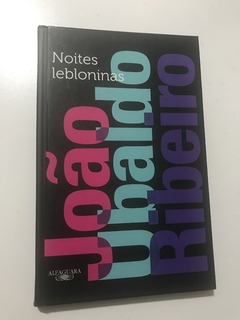 Noites
lebloninas
João
Ubaldo
Ribeiro
ALFAGUARA